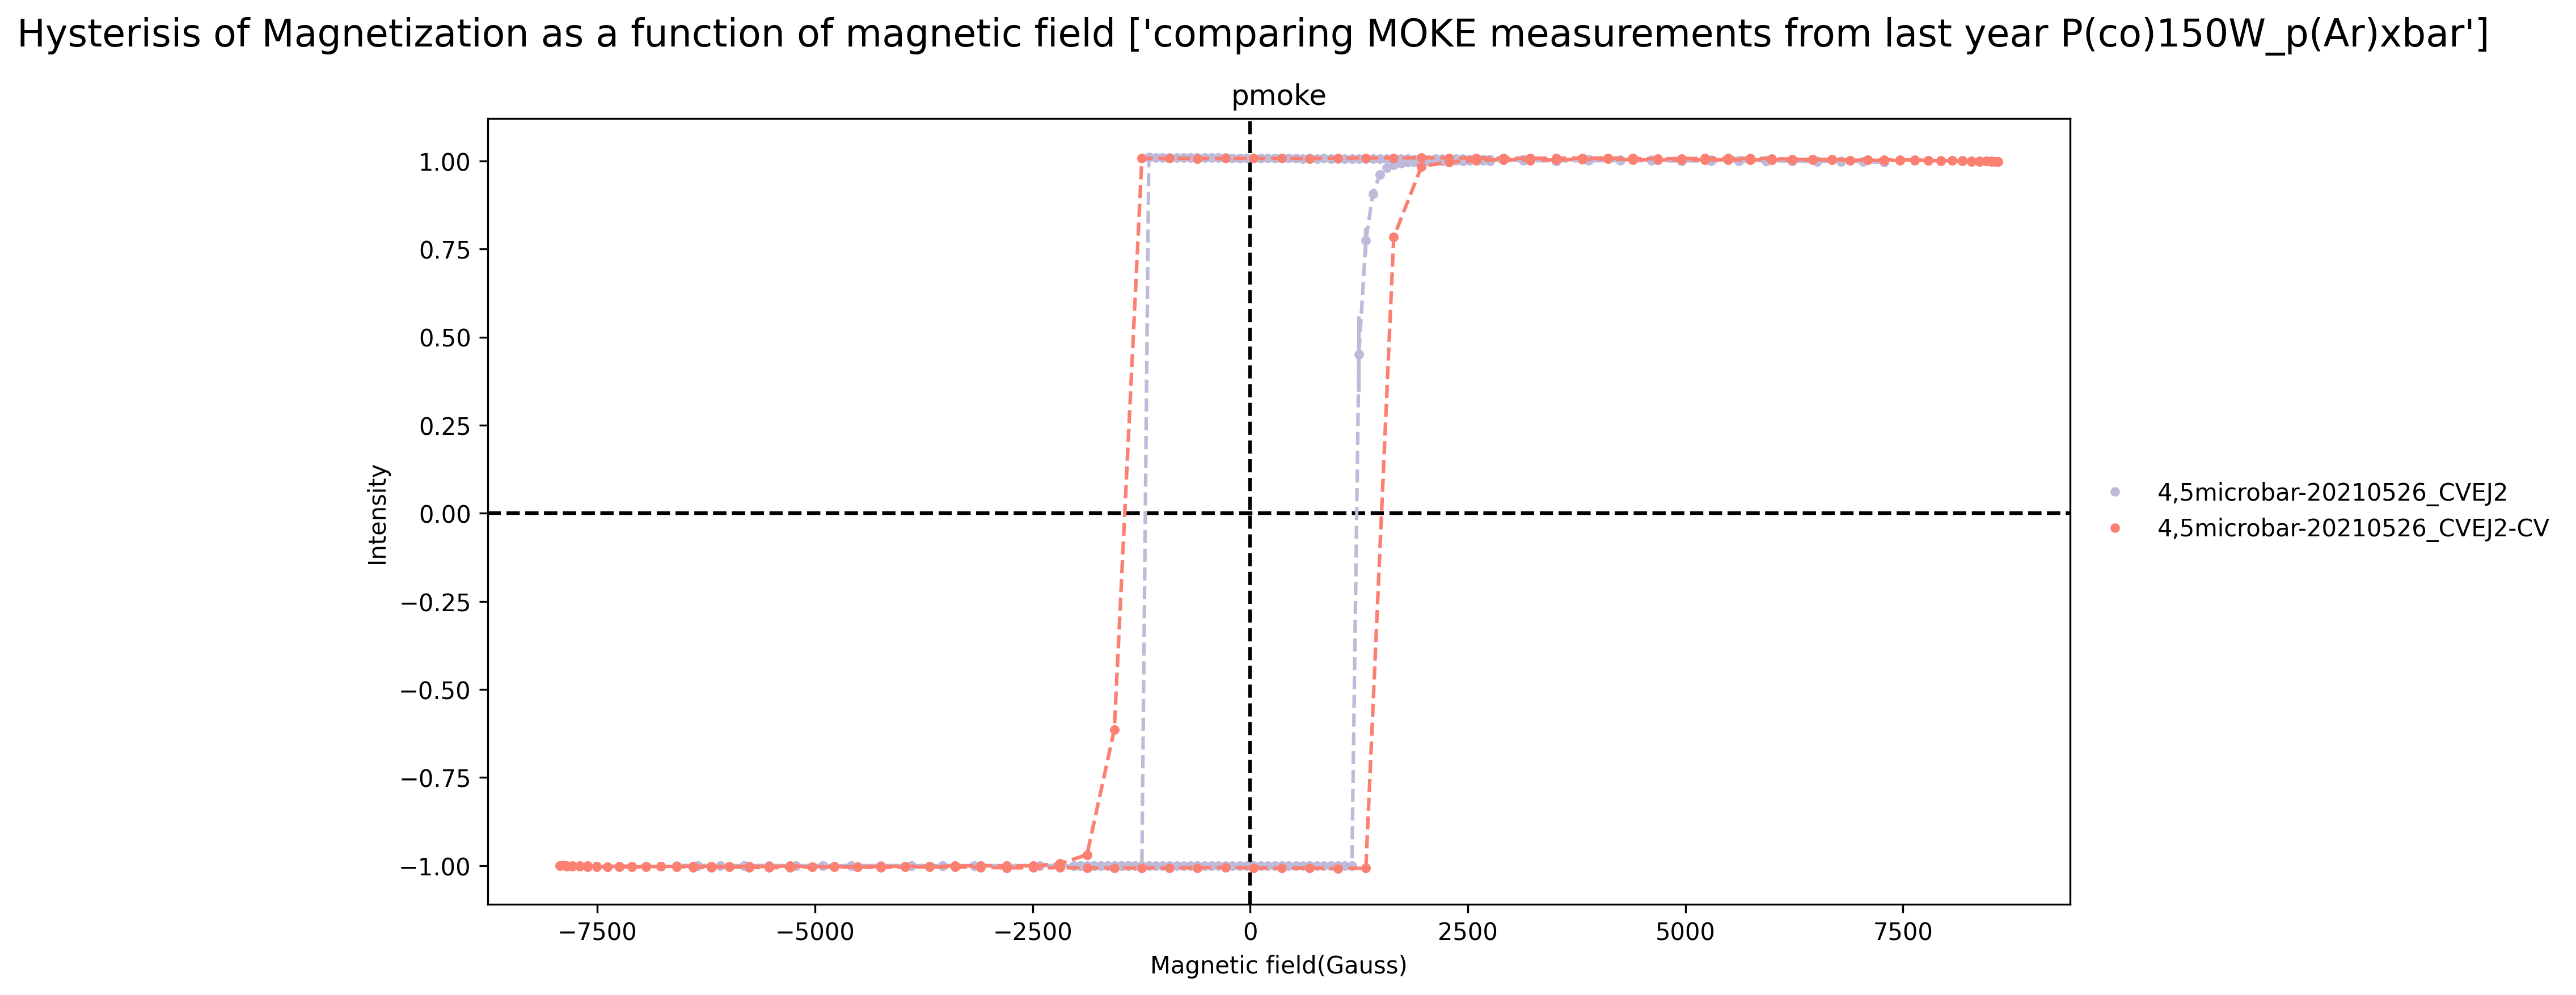 Hysterisis of Magnetization as a function of magnetic field ['comparing MOKE measurements from last year P(co)150W_p(Ar)xbar']
pmoke
1.00
0.75
0.50
0.25
0.00
−0.25
−0.50
−0.75
−1.00
Intensity
−7500 −5000 −2500 0 2500 5000 7500
Magnetic field(Gauss)
4,5microbar-20210526_CVEJ2
4,5microbar-20210526_CVEJ2-CV